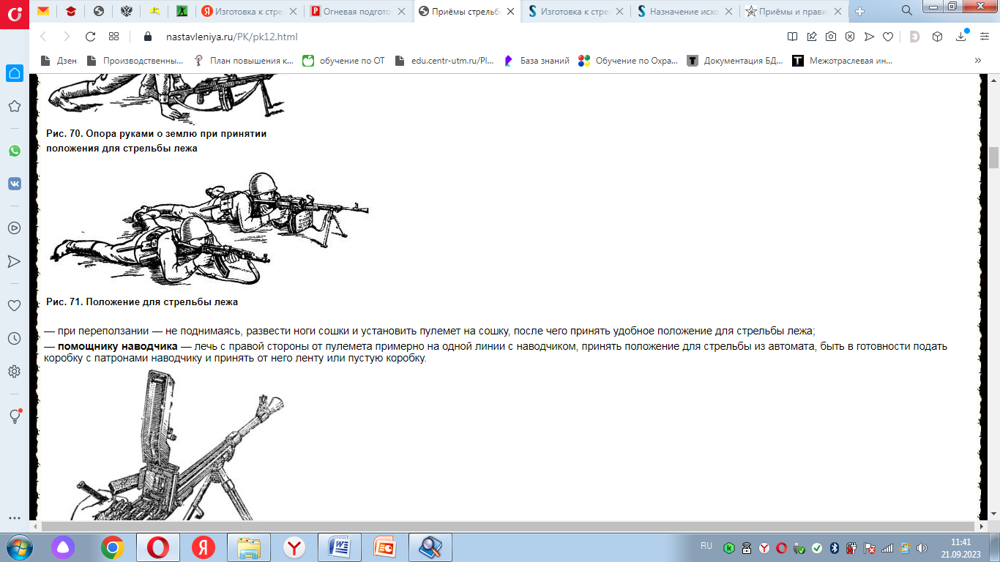 Изготовка к стре
Огневая подгото
Приёмы стрельб
Изготовка к стре
Назначение исхо
Приёмы и прави
nastavleniya.ru/PK/pk12.html
Дзен
Производственны...
План повышения к...
обучение по ОТ
edu.centr-utm.ru/Pl...
База знаний
Обучение по Охра...
Документация БД...
Межотраслевая ин...
Рис. 70. Опора руками о землю при принятии
положения для стрельбы лежа
Рис. 71. Положение для стрельбы лежа
— при переползании — не поднимаясь, развести ноги сошки и установить пулемет на сошку, после чего принять удобное положение для стрельбы лежа;
— помощнику наводчика — лечь с правой стороны от пулемета примерно на одной линии с наводчиком, принять положение для стрельбы из автомата, быть в готовности подать
коробку с патронами наводчику и принять от него ленту или пустую коробку.
RU
11:41
21.09.2023